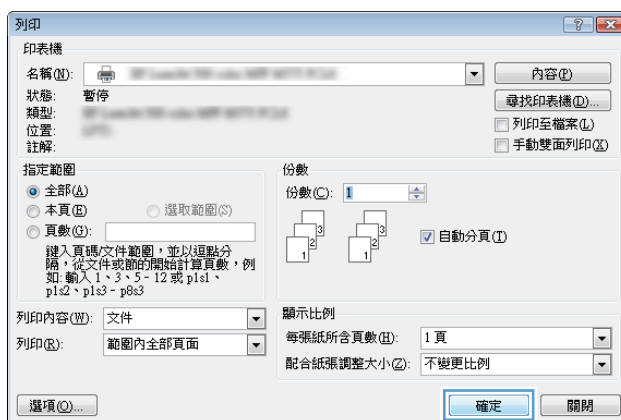 列印
印表機
名稱(N):
內容(P)
狀態: 暫停
尋找印表機(D)...
類型:
位置:
列印至檔案(L)
註解:
手動雙面列印(X)
指定範圍
全部(A)
本頁(E) 選取範圍(S)
頁數(G):
鍵入頁碼/文件範圍，並以逗點分
隔，從文件或節的開始計算頁數，例
如: 輸入 1、3、5－12 或 p1s1、
p1s2、p1s3－p8s3
份數
份數(C): 1
1 2 3 1 2 3
自動分頁(T)
列印內容(W): 文件
列印(R): 範圍內全部頁面
顯示比例
每張紙所含頁數(H): 1 頁
配合紙張調整大小(Z): 不變更比例
選項(O)... 確定 關閉